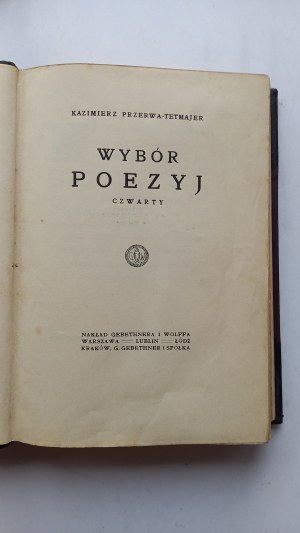 KAZIMIERZ PRZERWA-TETMAJER
WYBÓR
POEZYJ
CZWARTY
NAKŁAD GEBETHNERA I WOLFFA
WARSZAWA — LUBLIN — ŁÓDŹ
KRAKÓW, G. GEBETHNER I SPÓŁKA